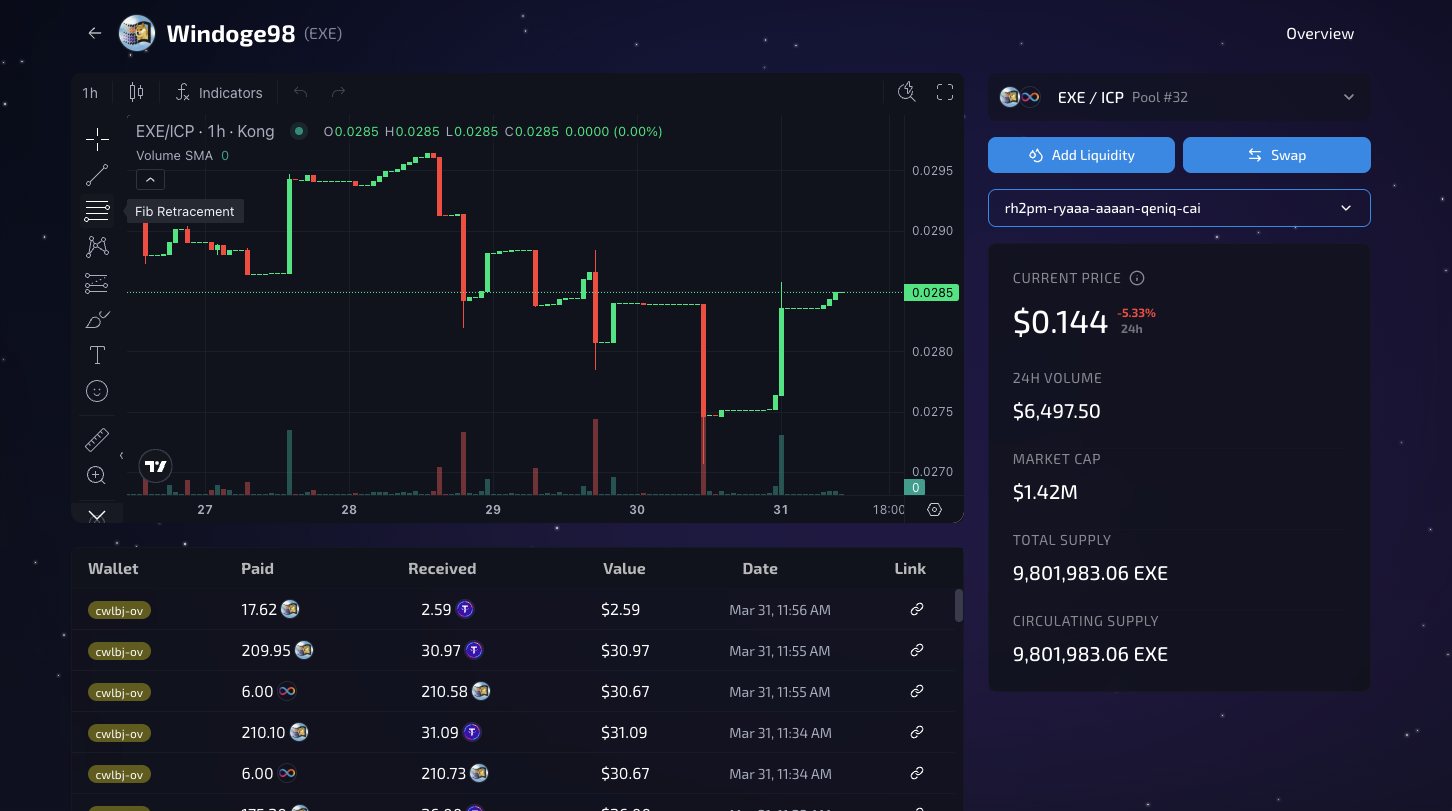 Windoge98 (EXE)
Overview
1h
Indicators
EXE/ICP · 1h · Kong
O0.0285 H0.0285 L0.0285 C0.0285 0.0000 (0.00%)
Volume SMA 0
Fib Retracement
0.0295
0.0290
0.0285
0.0280
0.0275
0.0270
0
27 28 29 30 31 18:00
EXE / ICP Pool #32
Add Liquidity
Swap
rh2pm-ryaaa-aaaan-qeniq-cai
CURRENT PRICE
$0.144 -5.33%
24h
24H VOLUME
$6,497.50
MARKET CAP
$1.42M
TOTAL SUPPLY
9,801,983.06 EXE
CIRCULATING SUPPLY
9,801,983.06 EXE
Wallet Paid Received Value Date Link
cwlbj-ov 17.62 2.59 $2.59 Mar 31, 11:56 AM
cwlbj-ov 209.95 30.97 $30.97 Mar 31, 11:55 AM
cwlbj-ov 6.00 210.58 $30.67 Mar 31, 11:55 AM
cwlbj-ov 210.10 31.09 $31.09 Mar 31, 11:34 AM
cwlbj-ov 6.00 210.73 $30.67 Mar 31, 11:34 AM